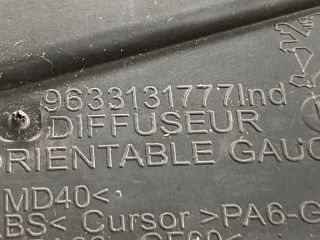 9633131777Ind
DIFFUSEUR
ORIENTABLE GAUC
MD40<
BS< Cursor >PA6-G